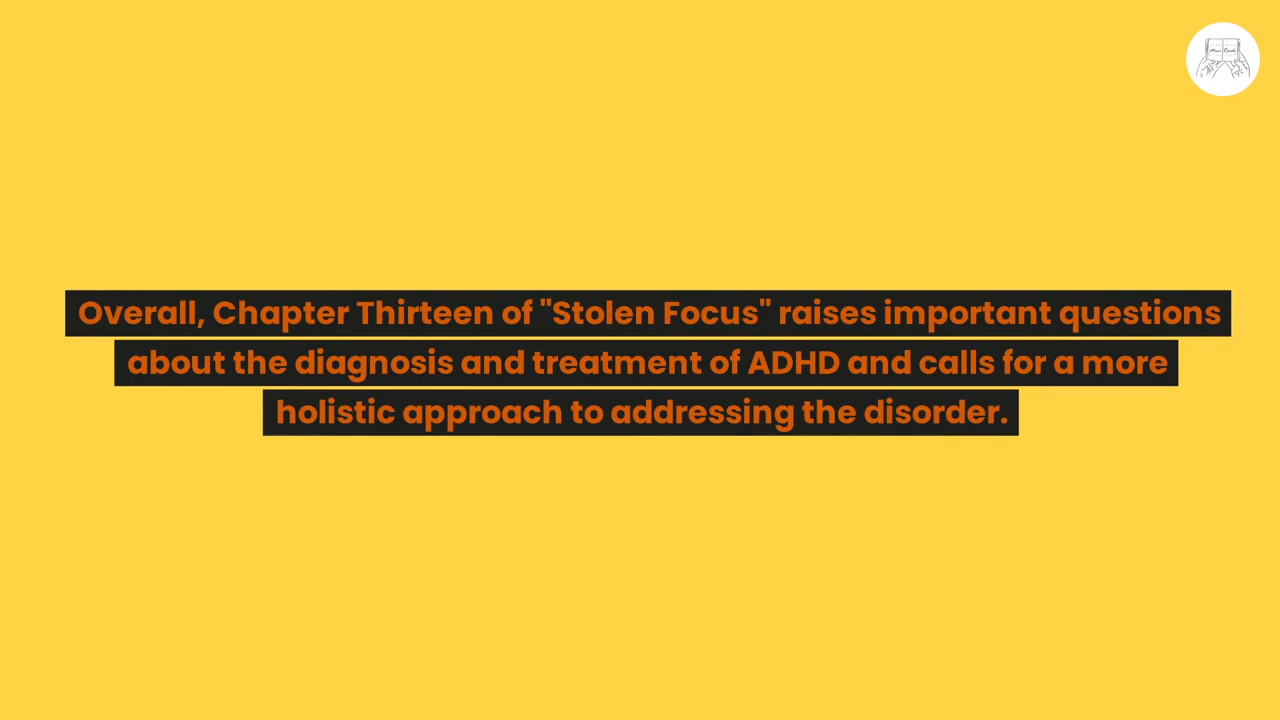 Overall, Chapter Thirteen of "Stolen Focus" raises important questions
about the diagnosis and treatment of ADHD and calls for a more
holistic approach to addressing the disorder.